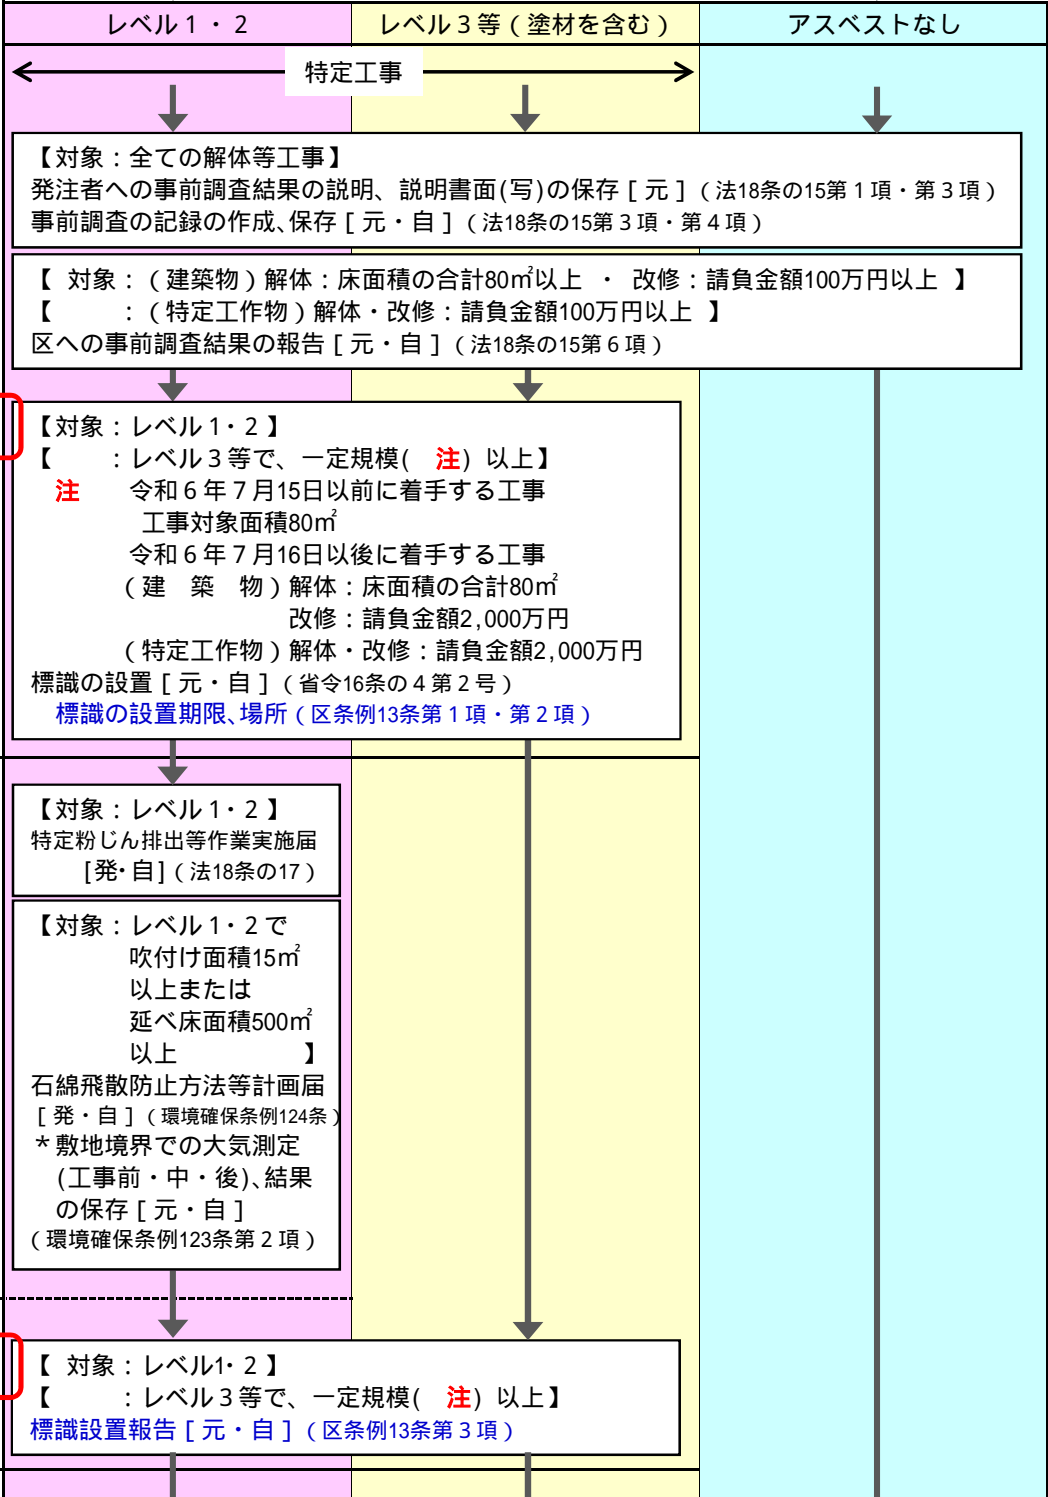 レベル１・２
レベル３等（塗材を含む）
アスベストなし
特定工事
【対象：全ての解体等工事】
発注者への事前調査結果の説明、説明書面(写)の保存［元］（法18条の15第１項・第３項）
事前調査の記録の作成、保存［元・自］（法18条の15第３項・第４項）
【 対象：（建築物）解体：床面積の合計80㎡以上 ・ 改修：請負金額100万円以上 】
【　　　：（特定工作物）解体・改修：請負金額100万円以上 】
区への事前調査結果の報告［元・自］（法18条の15第６項）
【対象：レベル１・２】
【　　：レベル３等で、一定規模(　注) 以上】
注　令和６年７月15日以前に着手する工事
工事対象面積80㎡
令和６年７月16日以後に着手する工事
（建　築　物）解体：床面積の合計80㎡
改修：請負金額2,000万円
（特定工作物）解体・改修：請負金額2,000万円
標識の設置［元・自］（省令16条の４第２号）
標識の設置期限、場所（区条例13条第１項・第２項）
【対象：レベル１・２】
特定粉じん排出等作業実施届
[発・自]（法18条の17）
【対象：レベル１・２で
吹付け面積15㎡
以上または
延べ床面積500㎡
以上　　　　　】
石綿飛散防止方法等計画届
［発・自］（環境確保条例124条）
＊敷地境界での大気測定
(工事前・中・後)、結果
の保存［元・自］
（環境確保条例123条第２項）
【 対象：レベル1・２】
【　　　：レベル３等で、一定規模(　注) 以上】
標識設置報告［元・自］（区条例13条第３項）